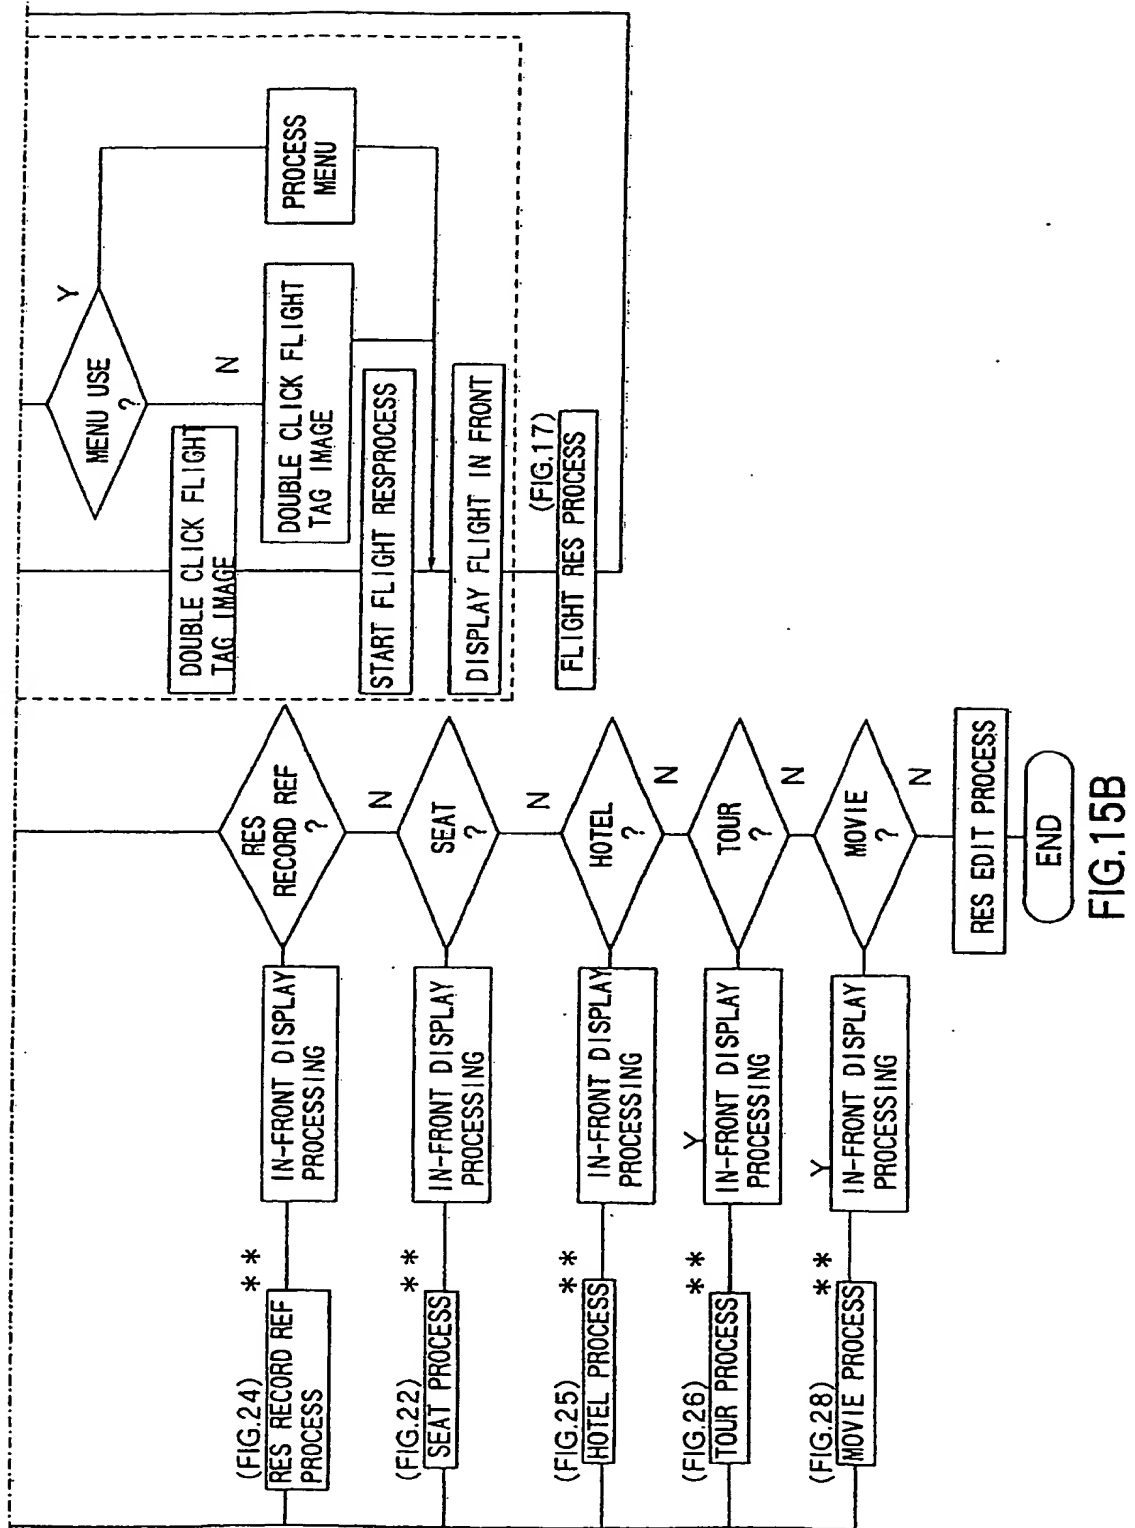 MENU USE
?
Y
N
PROCESS
MENU
DOUBLE CLICK FLIGHT
TAG IMAGE
DOUBLE CLICK FLIGHT
TAG IMAGE
START FLIGHT RESPROCESS
DISPLAY FLIGHT IN FRONT
(FIG.17)
FLIGHT RES PROCESS
RES
RECORD REF
?
N
IN-FRONT DISPLAY
PROCESSING
**
(FIG.24)
RES RECORD REF
PROCESS
SEAT
?
N
IN-FRONT DISPLAY
PROCESSING
**
(FIG.22)
SEAT PROCESS
HOTEL
?
N
IN-FRONT DISPLAY
PROCESSING
**
(FIG.25)
HOTEL PROCESS
TOUR
?
N
Y
IN-FRONT DISPLAY
PROCESSING
**
(FIG.26)
TOUR PROCESS
MOVIE
?
N
Y
IN-FRONT DISPLAY
PROCESSING
**
(FIG.28)
MOVIE PROCESS
RES EDIT PROCESS
END
FIG.15B